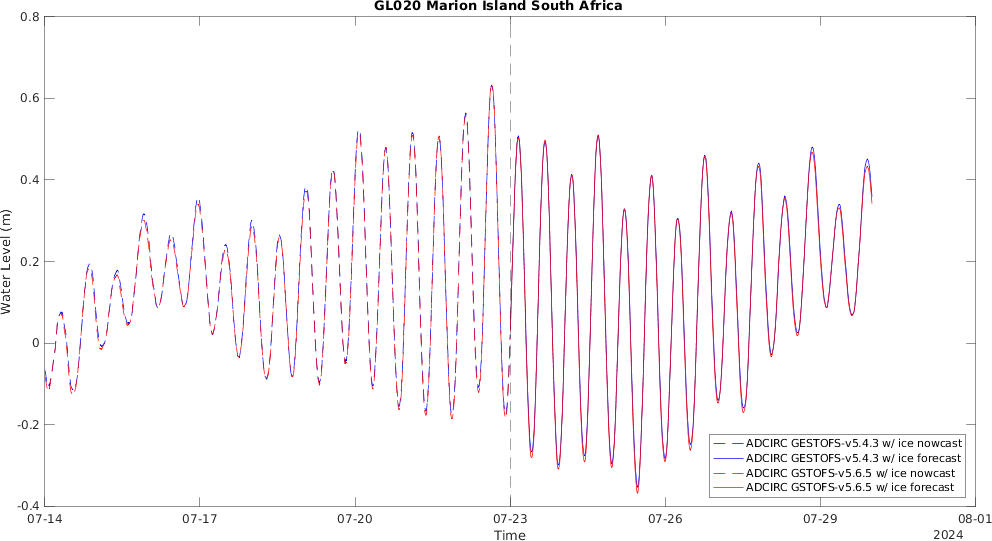 GL020 Marion Island South Africa
0.8
0.6
0.4
0.2
0
-0.2
-0.4
Water Level (m)
ADCIRC GESTOFS-v5.4.3 w/ ice nowcast
ADCIRC GESTOFS-v5.4.3 w/ ice forecast
ADCIRC GSTOFS-v5.6.5 w/ ice nowcast
ADCIRC GSTOFS-v5.6.5 w/ ice forecast
07-14 07-17 07-20 07-23 07-26 07-29 08-01
Time
2024